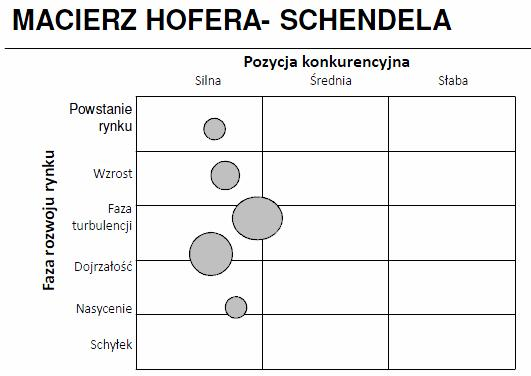 MACIERZ HOFERA- SCHENDELA
Pozycja konkurencyjna
Silna Średnia Słaba
Faza rozwoju rynku
Powstanie
rynku
Wzrost
Faza
turbulencji
Dojrzałość
Nasycenie
Schyłek